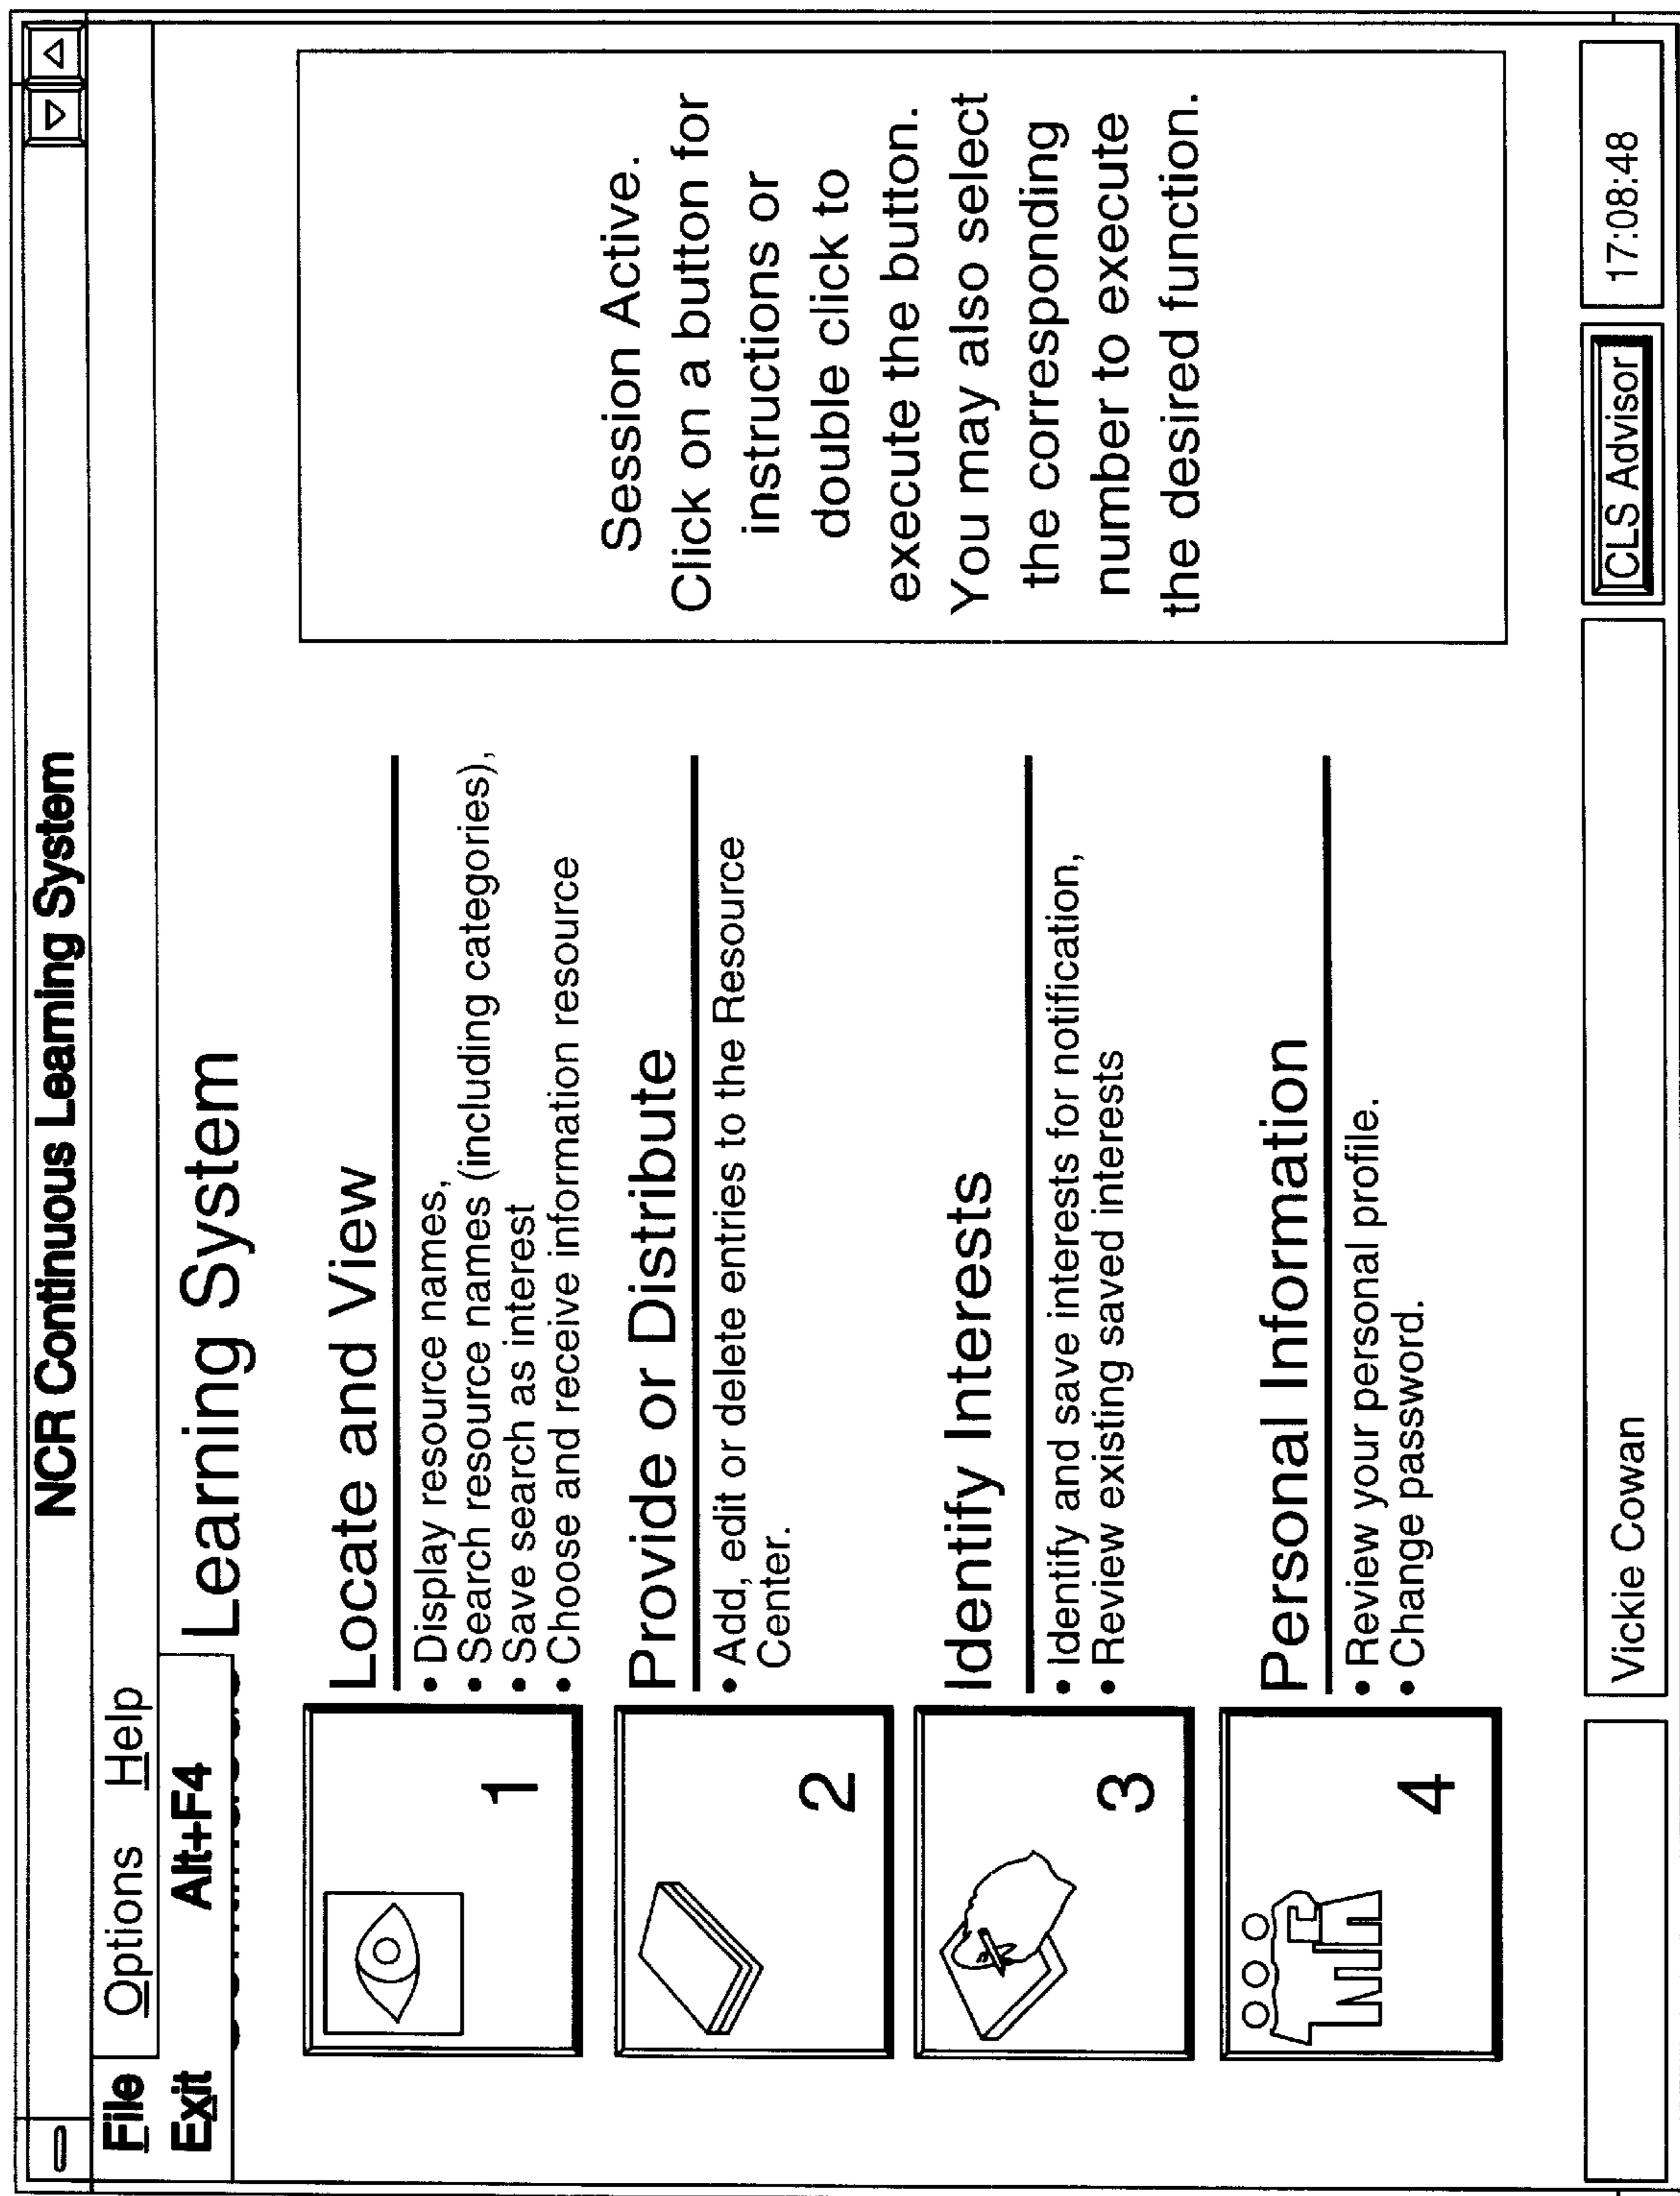 NCR Continuous Learning System
File Options Help
Exit Alt+F4
Learning System
1
Locate and View
• Display resource names,
• Search resource names (including categories),
• Save search as interest
• Choose and receive information resource
2
Provide or Distribute
• Add, edit or delete entries to the Resource
Center.
3
Identify Interests
• Identify and save interests for notification,
• Review existing saved interests
4
Personal Information
• Review your personal profile.
• Change password.
Session Active.
Click on a button for
instructions or
double click to
execute the button.
You may also select
the corresponding
number to execute
the desired function.
Vickie Cowan
CLS Advisor
17:08:48